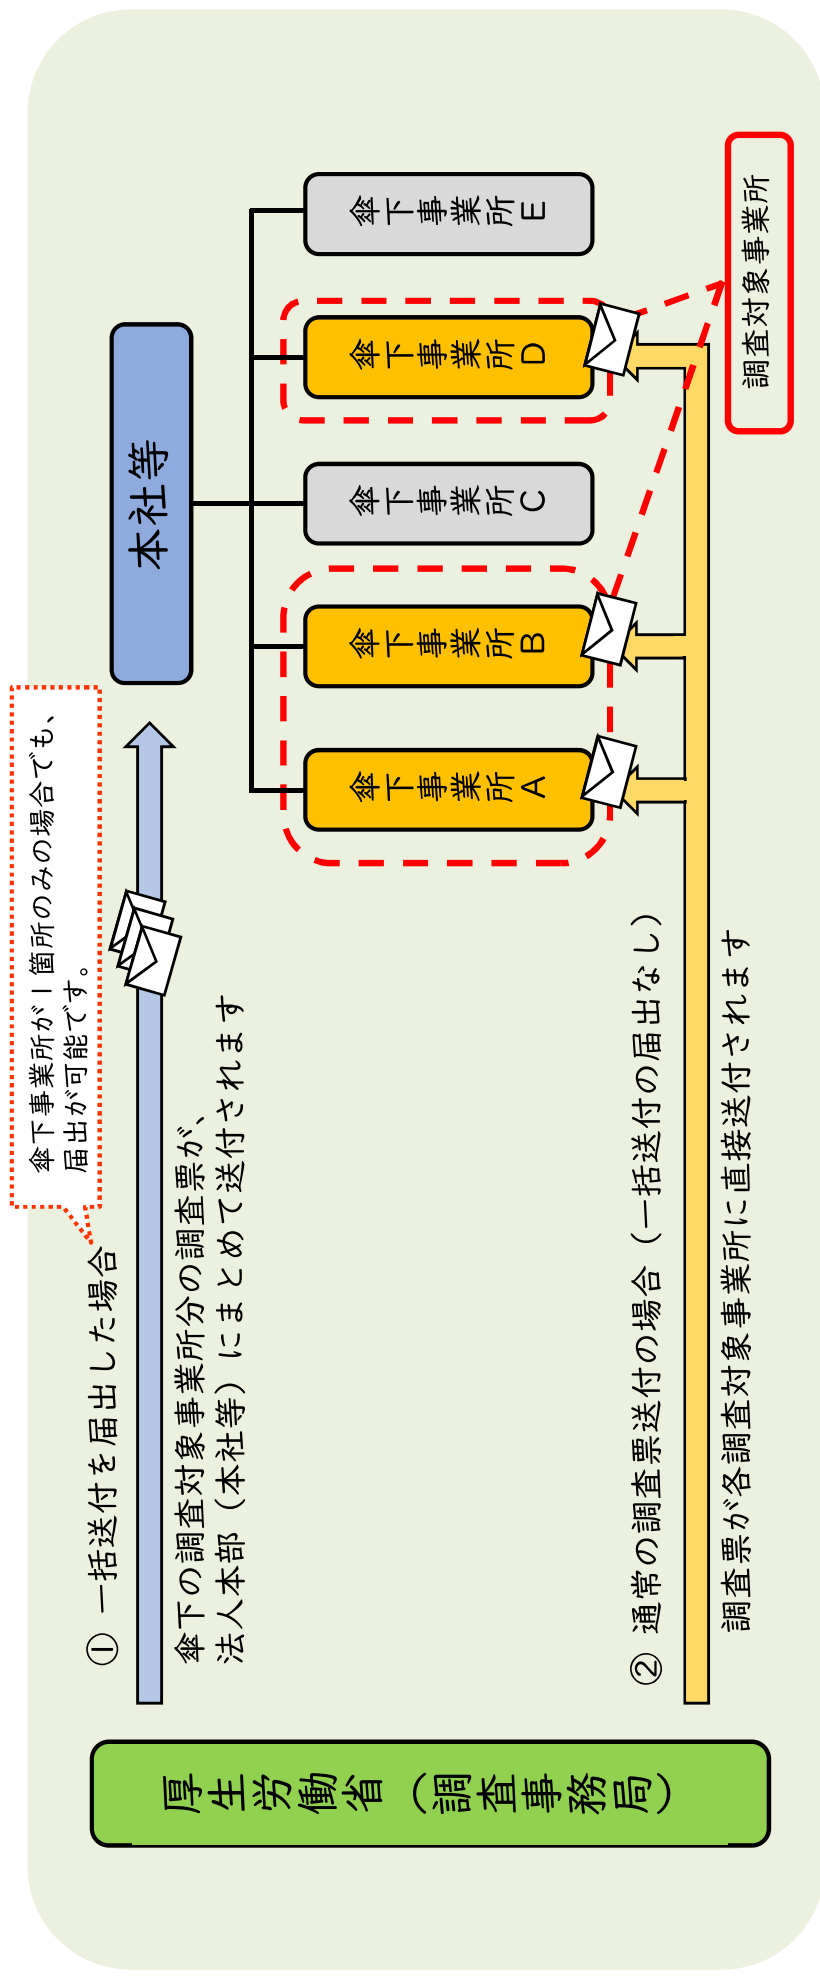 傘下事業所が1箇所のみの場合でも、
届出が可能です。
① 一括送付を届出した場合
傘下の調査対象事業所分の調査票が、
法人本部（本社等）にまとめて送付されます
厚生労働省（調査事務局）
本社等
傘下事業所A
傘下事業所B
傘下事業所C
傘下事業所D
傘下事業所E
② 通常の調査票送付の場合（一括送付の届出なし）
調査票が各調査対象事業所に直接送付されます
調査対象事業所